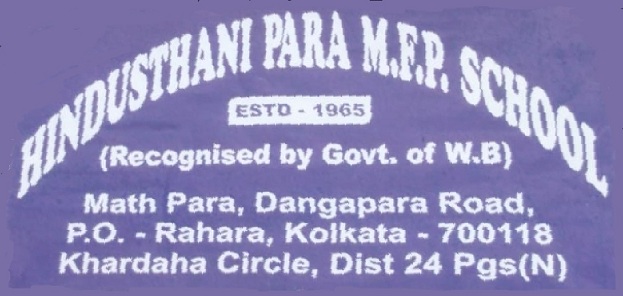 HINDUSTHANI PARA M.F.P. SCHOOL
ESTD - 1965
(Recognised by Govt. of W.B)
Math Para, Dangapara Road,
P.O. - Rahara, Kolkata - 700118
Khardaha Circle, Dist 24 Pgs(N)